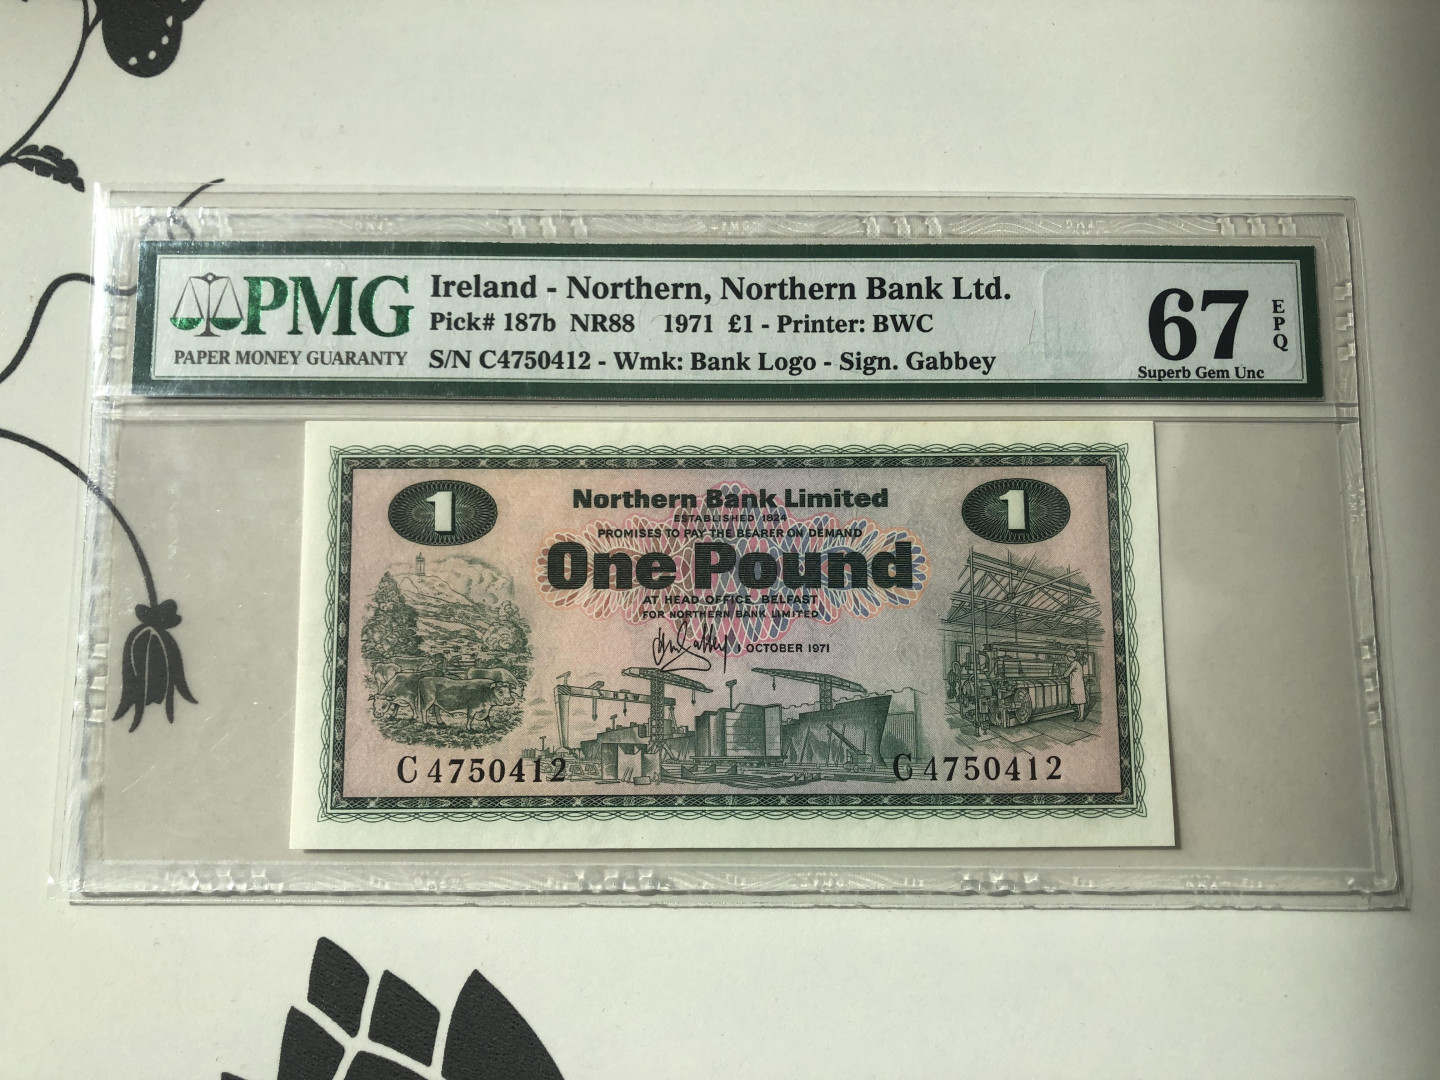 PMG
PAPER MONEY GUARANTY
Ireland - Northern, Northern Bank Ltd.
Pick# 187b NR88 1971 £1 - Printer: BWC
S/N C4750412 - Wmk: Bank Logo - Sign. Gabbey
67
EPQ
Superb Gem Unc
1
1
Northern Bank Limited
ESTABLISHED 1824
PROMISES TO PAY THE BEARER ON DEMAND
One Pound
AT HEAD OFFICE, BELFAST
FOR NORTHERN BANK LIMITED
1 OCTOBER 1971
C 4750412
C 4750412